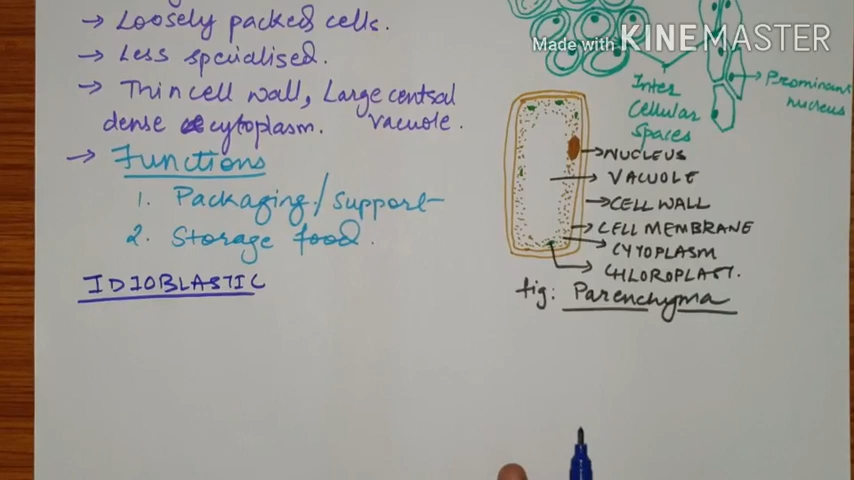 → Loosely packed cells.
→ Less specialised.
→ Thin cell wall, Large central
dense cytoplasm. vacuole.
→ Functions
1. Packaging/Support
2. Storage food.
IDIOBLASTIC
Made with KINEMASTER
Inter
Cellular
Spaces
Prominant
nucleus
NUCLEUS
VACUOLE
CELL WALL
CELL MEMBRANE
CYTOPLASM
CHLOROPLAST.
fig: Parenchyma